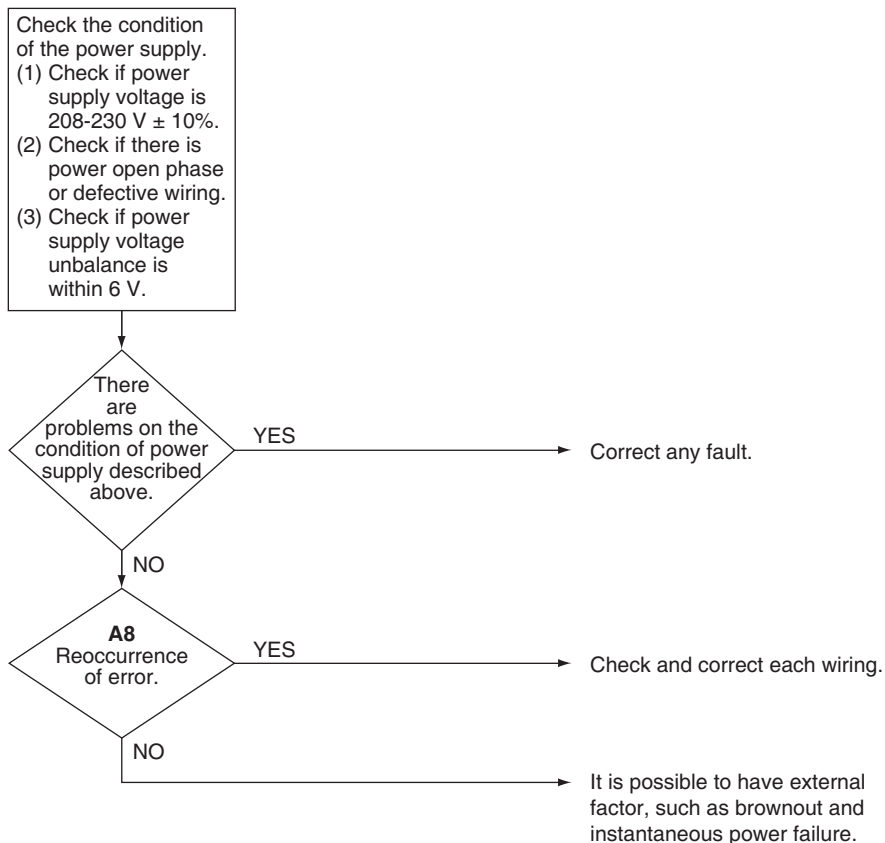 Check the condition
of the power supply.
(1) Check if power
supply voltage is
208-230 V ± 10%.
(2) Check if there is
power open phase
or defective wiring.
(3) Check if power
supply voltage
unbalance is
within 6 V.
There
are
problems on the
condition of power
supply described
above.
YES
Correct any fault.
NO
A8
Reoccurrence
of error.
YES
Check and correct each wiring.
NO
It is possible to have external
factor, such as brownout and
instantaneous power failure.